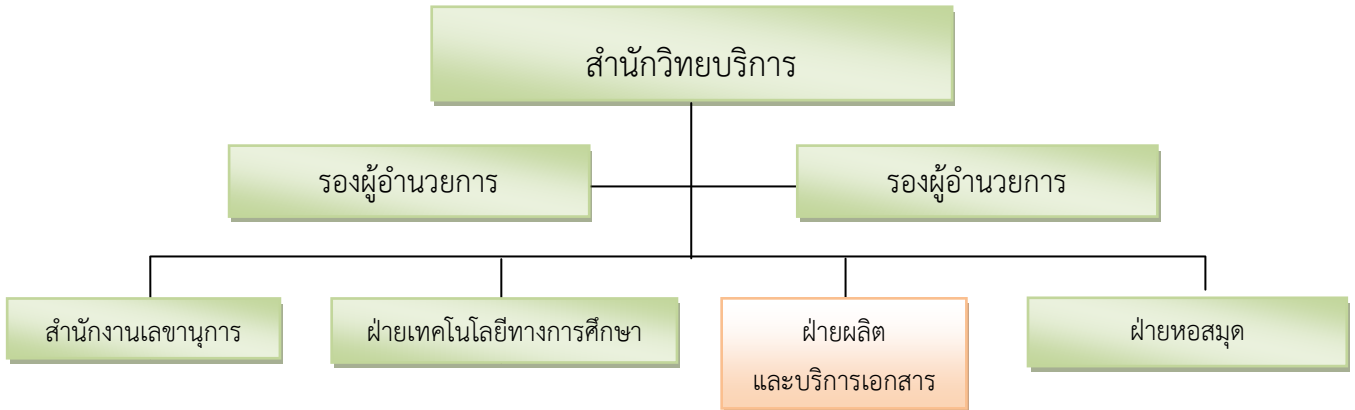 สำนักวิทยบริการ
รองผู้อำนวยการ
รองผู้อำนวยการ
สำนักงานเลขานุการ
ฝ่ายเทคโนโลยีทางการศึกษา
ฝ่ายผลิต
และบริการเอกสาร
ฝ่ายหอสมุด